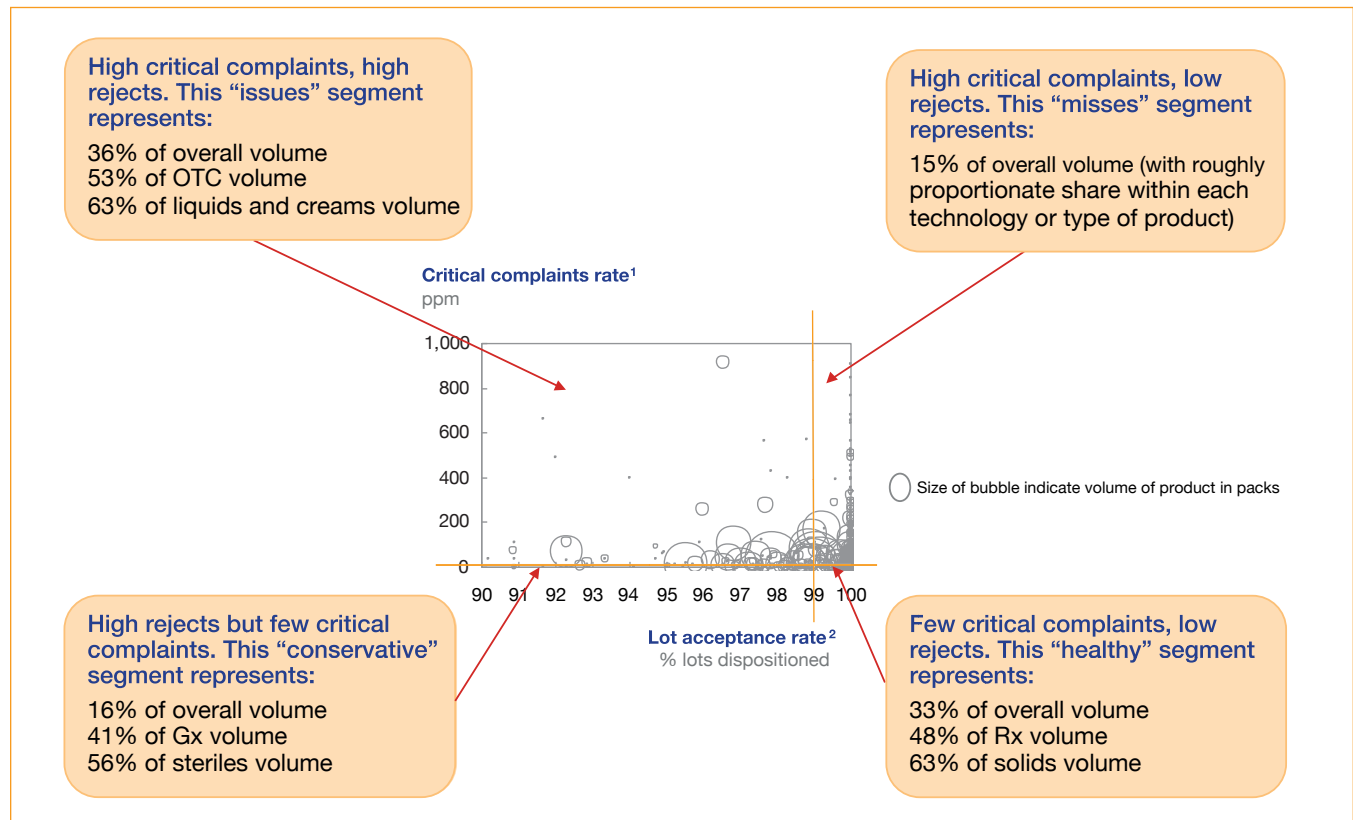 High critical complaints, high
rejects. This “issues” segment
represents:
36% of overall volume
53% of OTC volume
63% of liquids and creams volume
High critical complaints, low
rejects. This “misses” segment
represents:
15% of overall volume (with roughly
proportionate share within each
technology or type of product)
Critical complaints rate¹
ppm
1,000
800
600
400
200
0
90 91 92 93 94 95 96 97 98 99 100
Lot acceptance rate²
% lots dispositioned
Size of bubble indicate volume of product in packs
High rejects but few critical
complaints. This “conservative”
segment represents:
16% of overall volume
41% of Gx volume
56% of steriles volume
Few critical complaints, low
rejects. This “healthy” segment
represents:
33% of overall volume
48% of Rx volume
63% of solids volume